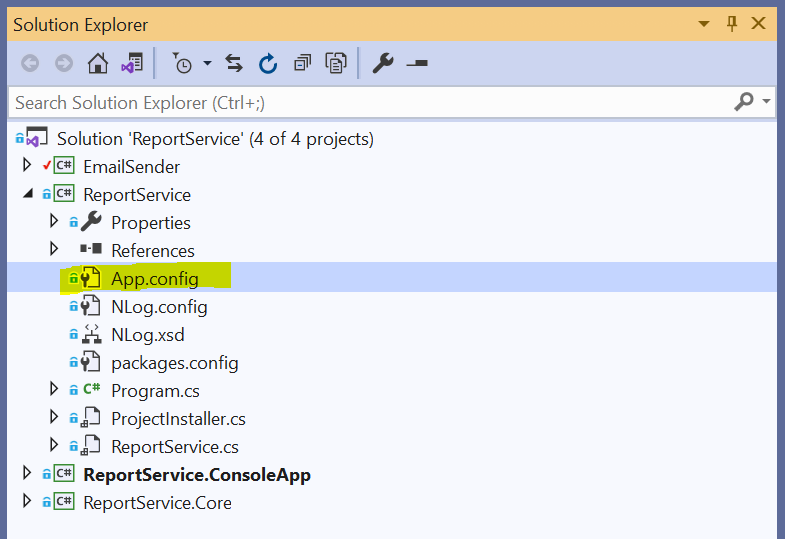 Solution Explorer
Search Solution Explorer (Ctrl+;)
Solution 'ReportService' (4 of 4 projects)
C# EmailSender
C# ReportService
Properties
References
App.config
NLog.config
NLog.xsd
packages.config
C# Program.cs
ProjectInstaller.cs
ReportService.cs
C# ReportService.ConsoleApp
C# ReportService.Core